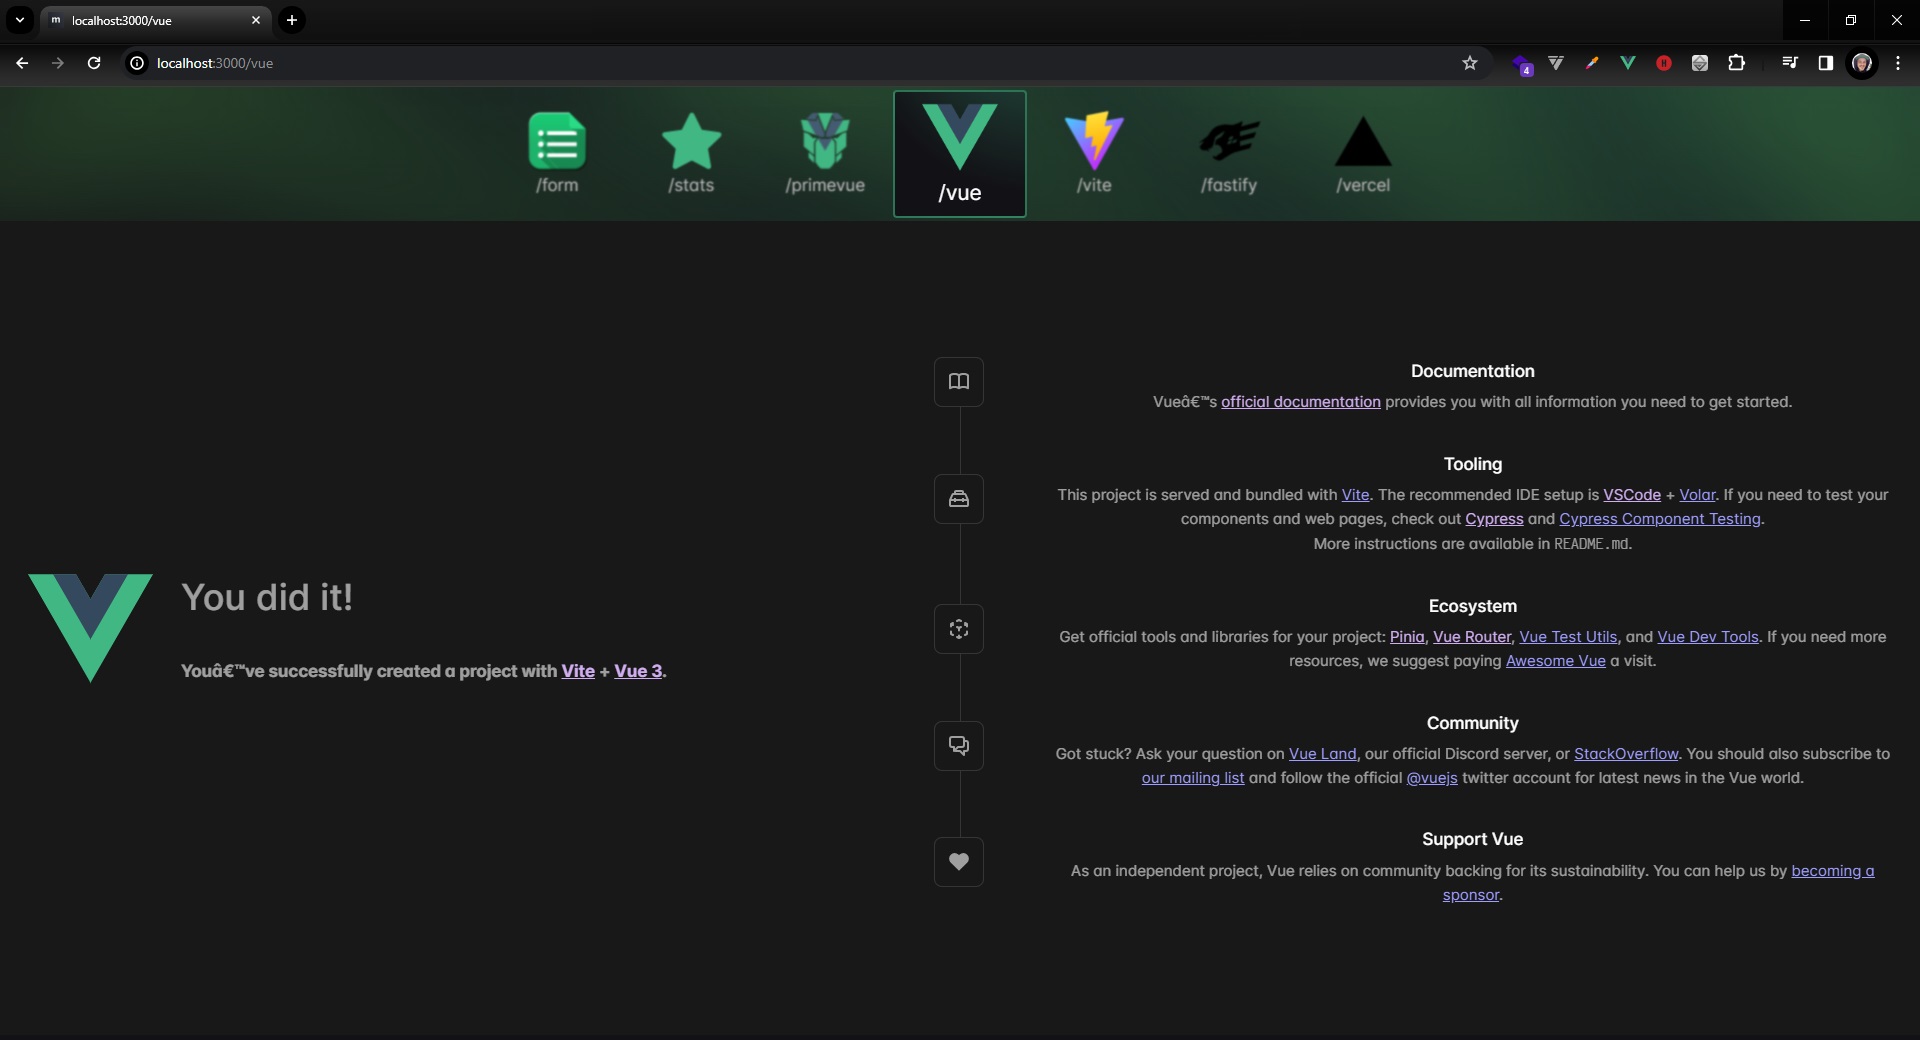 m localhost:3000/vue
localhost:3000/vue
4
/form
/stats
/primevue
/vue
/vite
/fastify
/vercel
Documentation
Vueâ€™s official documentation provides you with all information you need to get started.
Tooling
This project is served and bundled with Vite. The recommended IDE setup is VSCode + Volar. If you need to test your
components and web pages, check out Cypress and Cypress Component Testing.
More instructions are available in README.md.
You did it!
Youâ€™ve successfully created a project with Vite + Vue 3.
Ecosystem
Get official tools and libraries for your project: Pinia, Vue Router, Vue Test Utils, and Vue Dev Tools. If you need more
resources, we suggest paying Awesome Vue a visit.
Community
Got stuck? Ask your question on Vue Land, our official Discord server, or StackOverflow. You should also subscribe to
our mailing list and follow the official @vuejs twitter account for latest news in the Vue world.
Support Vue
As an independent project, Vue relies on community backing for its sustainability. You can help us by becoming a
sponsor.